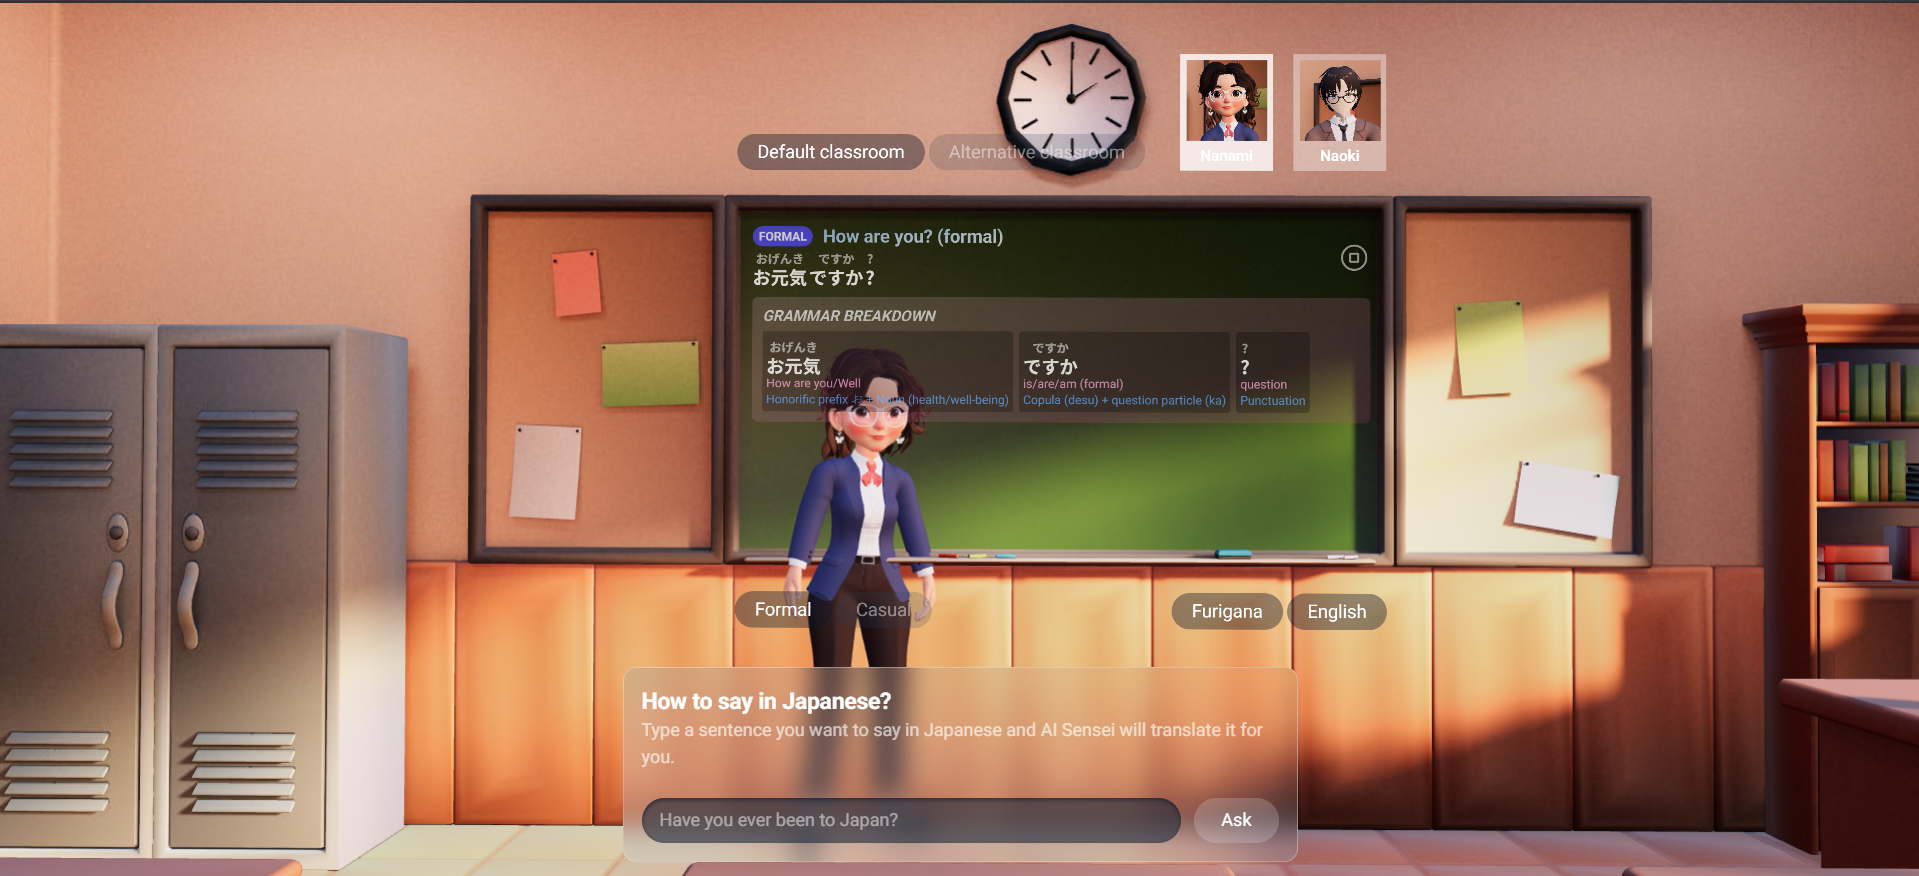 Default classroom
Alternative classroom
Nanami
Naoki
FORMAL How are you? (formal)
おげんき ですか ?
お元気ですか?
GRAMMAR BREAKDOWN
おげんき
お元気
How are you/Well
Honorific prefix お + Noun (health/well-being)
ですか
ですか
is/are/am (formal)
Copula (desu) + question particle (ka)
?
?
question
Punctuation
Formal
Casual
Furigana
English
How to say in Japanese?
Type a sentence you want to say in Japanese and AI Sensei will translate it for
you.
Have you ever been to Japan?
Ask